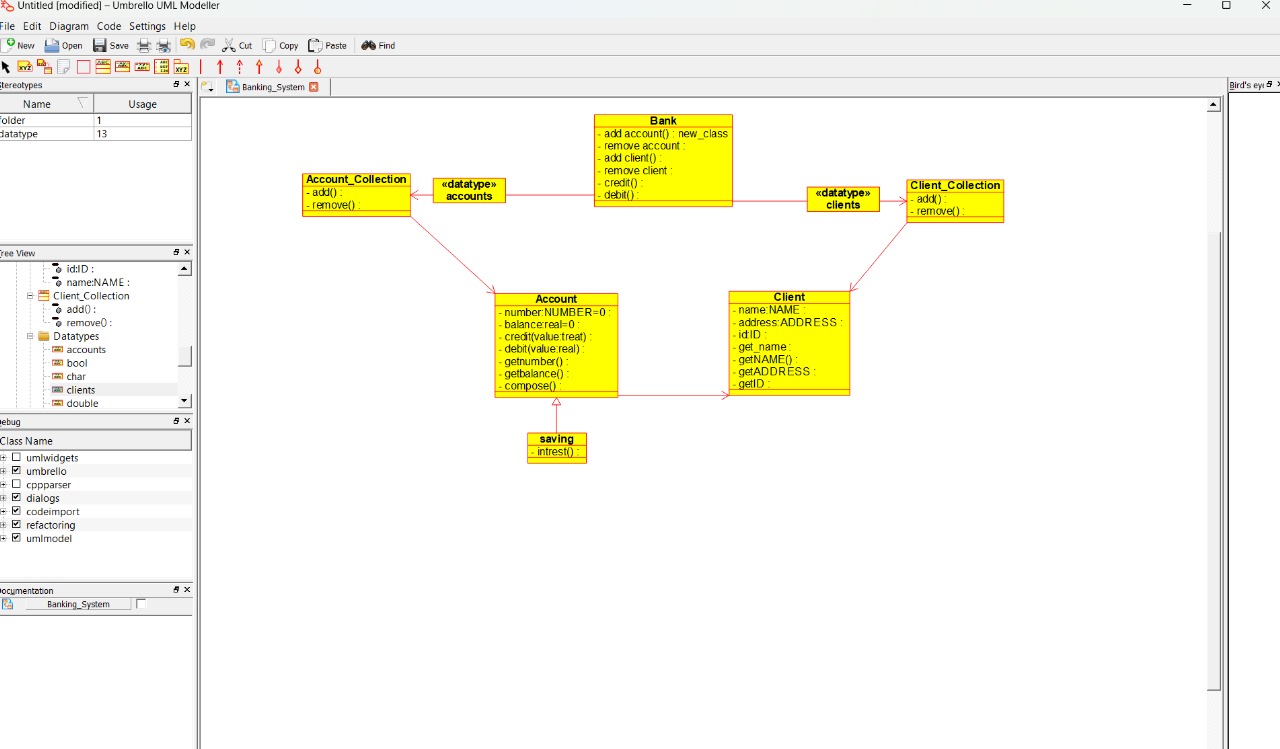 Untitled [modified] – Umbrello UML Modeller
File Edit Diagram Code Settings Help
New Open Save Cut Copy Paste Find
Stereotypes
Name Usage
folder 1
datatype 13
Tree View
id:ID :
name:NAME :
Client_Collection
add() :
remove() :
Datatypes
accounts
bool
char
clients
double
Debug
Class Name
umlwidgets
umbrello
cppparser
dialogs
codeimport
refactoring
umlmodel
Documentation
Banking_System
Banking_System
Bird's eye
Bank
- add account() : new_class
- remove account :
- add client() :
- remove client :
- credit() :
- debit() :
Account_Collection
- add() :
- remove() :
«datatype»
accounts
«datatype»
clients
Client_Collection
- add() :
- remove() :
Account
- number:NUMBER=0 :
- balance:real=0 :
- credit(value:treat) :
- debit(value:real) :
- getnumber() :
- getbalance() :
- compose() :
Client
- name:NAME :
- address:ADDRESS :
- id:ID :
- get_name :
- getNAME() :
- getADDRESS :
- getID :
saving
- intrest() :